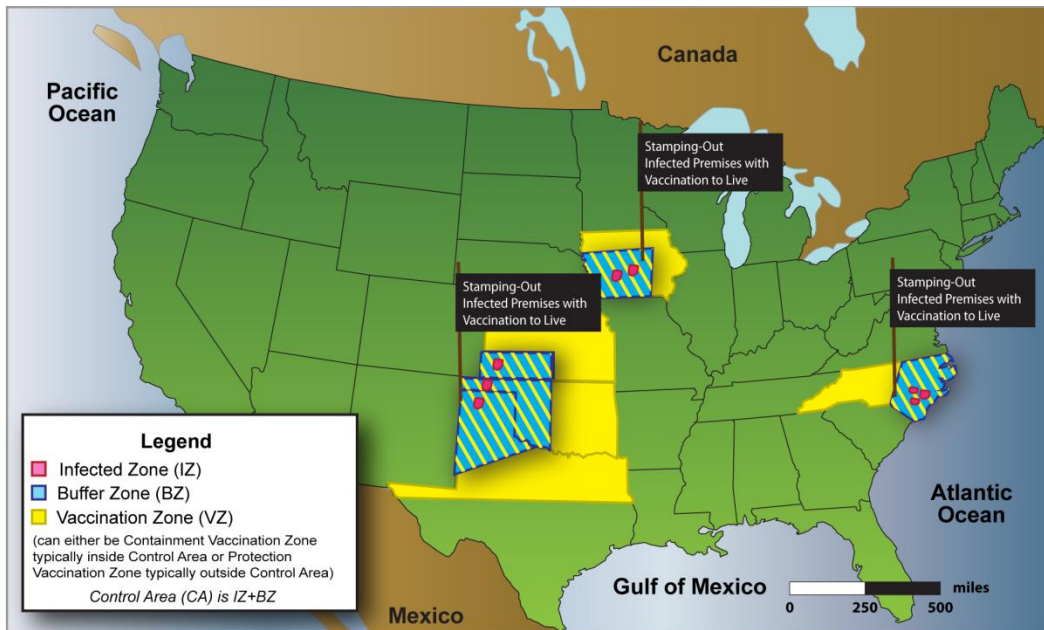 Canada
Pacific
Ocean
Stamping-Out
Infected Premises with
Vaccination to Live
Stamping-Out
Infected Premises with
Vaccination to Live
Stamping-Out
Infected Premises with
Vaccination to Live
Legend
Infected Zone (IZ)
Buffer Zone (BZ)
Vaccination Zone (VZ)
(can either be Containment Vaccination Zone
typically inside Control Area or Protection
Vaccination Zone typically outside Control Area)
Control Area (CA) is IZ+BZ
Atlantic
Ocean
Gulf of Mexico
miles
0 250 500
Mexico